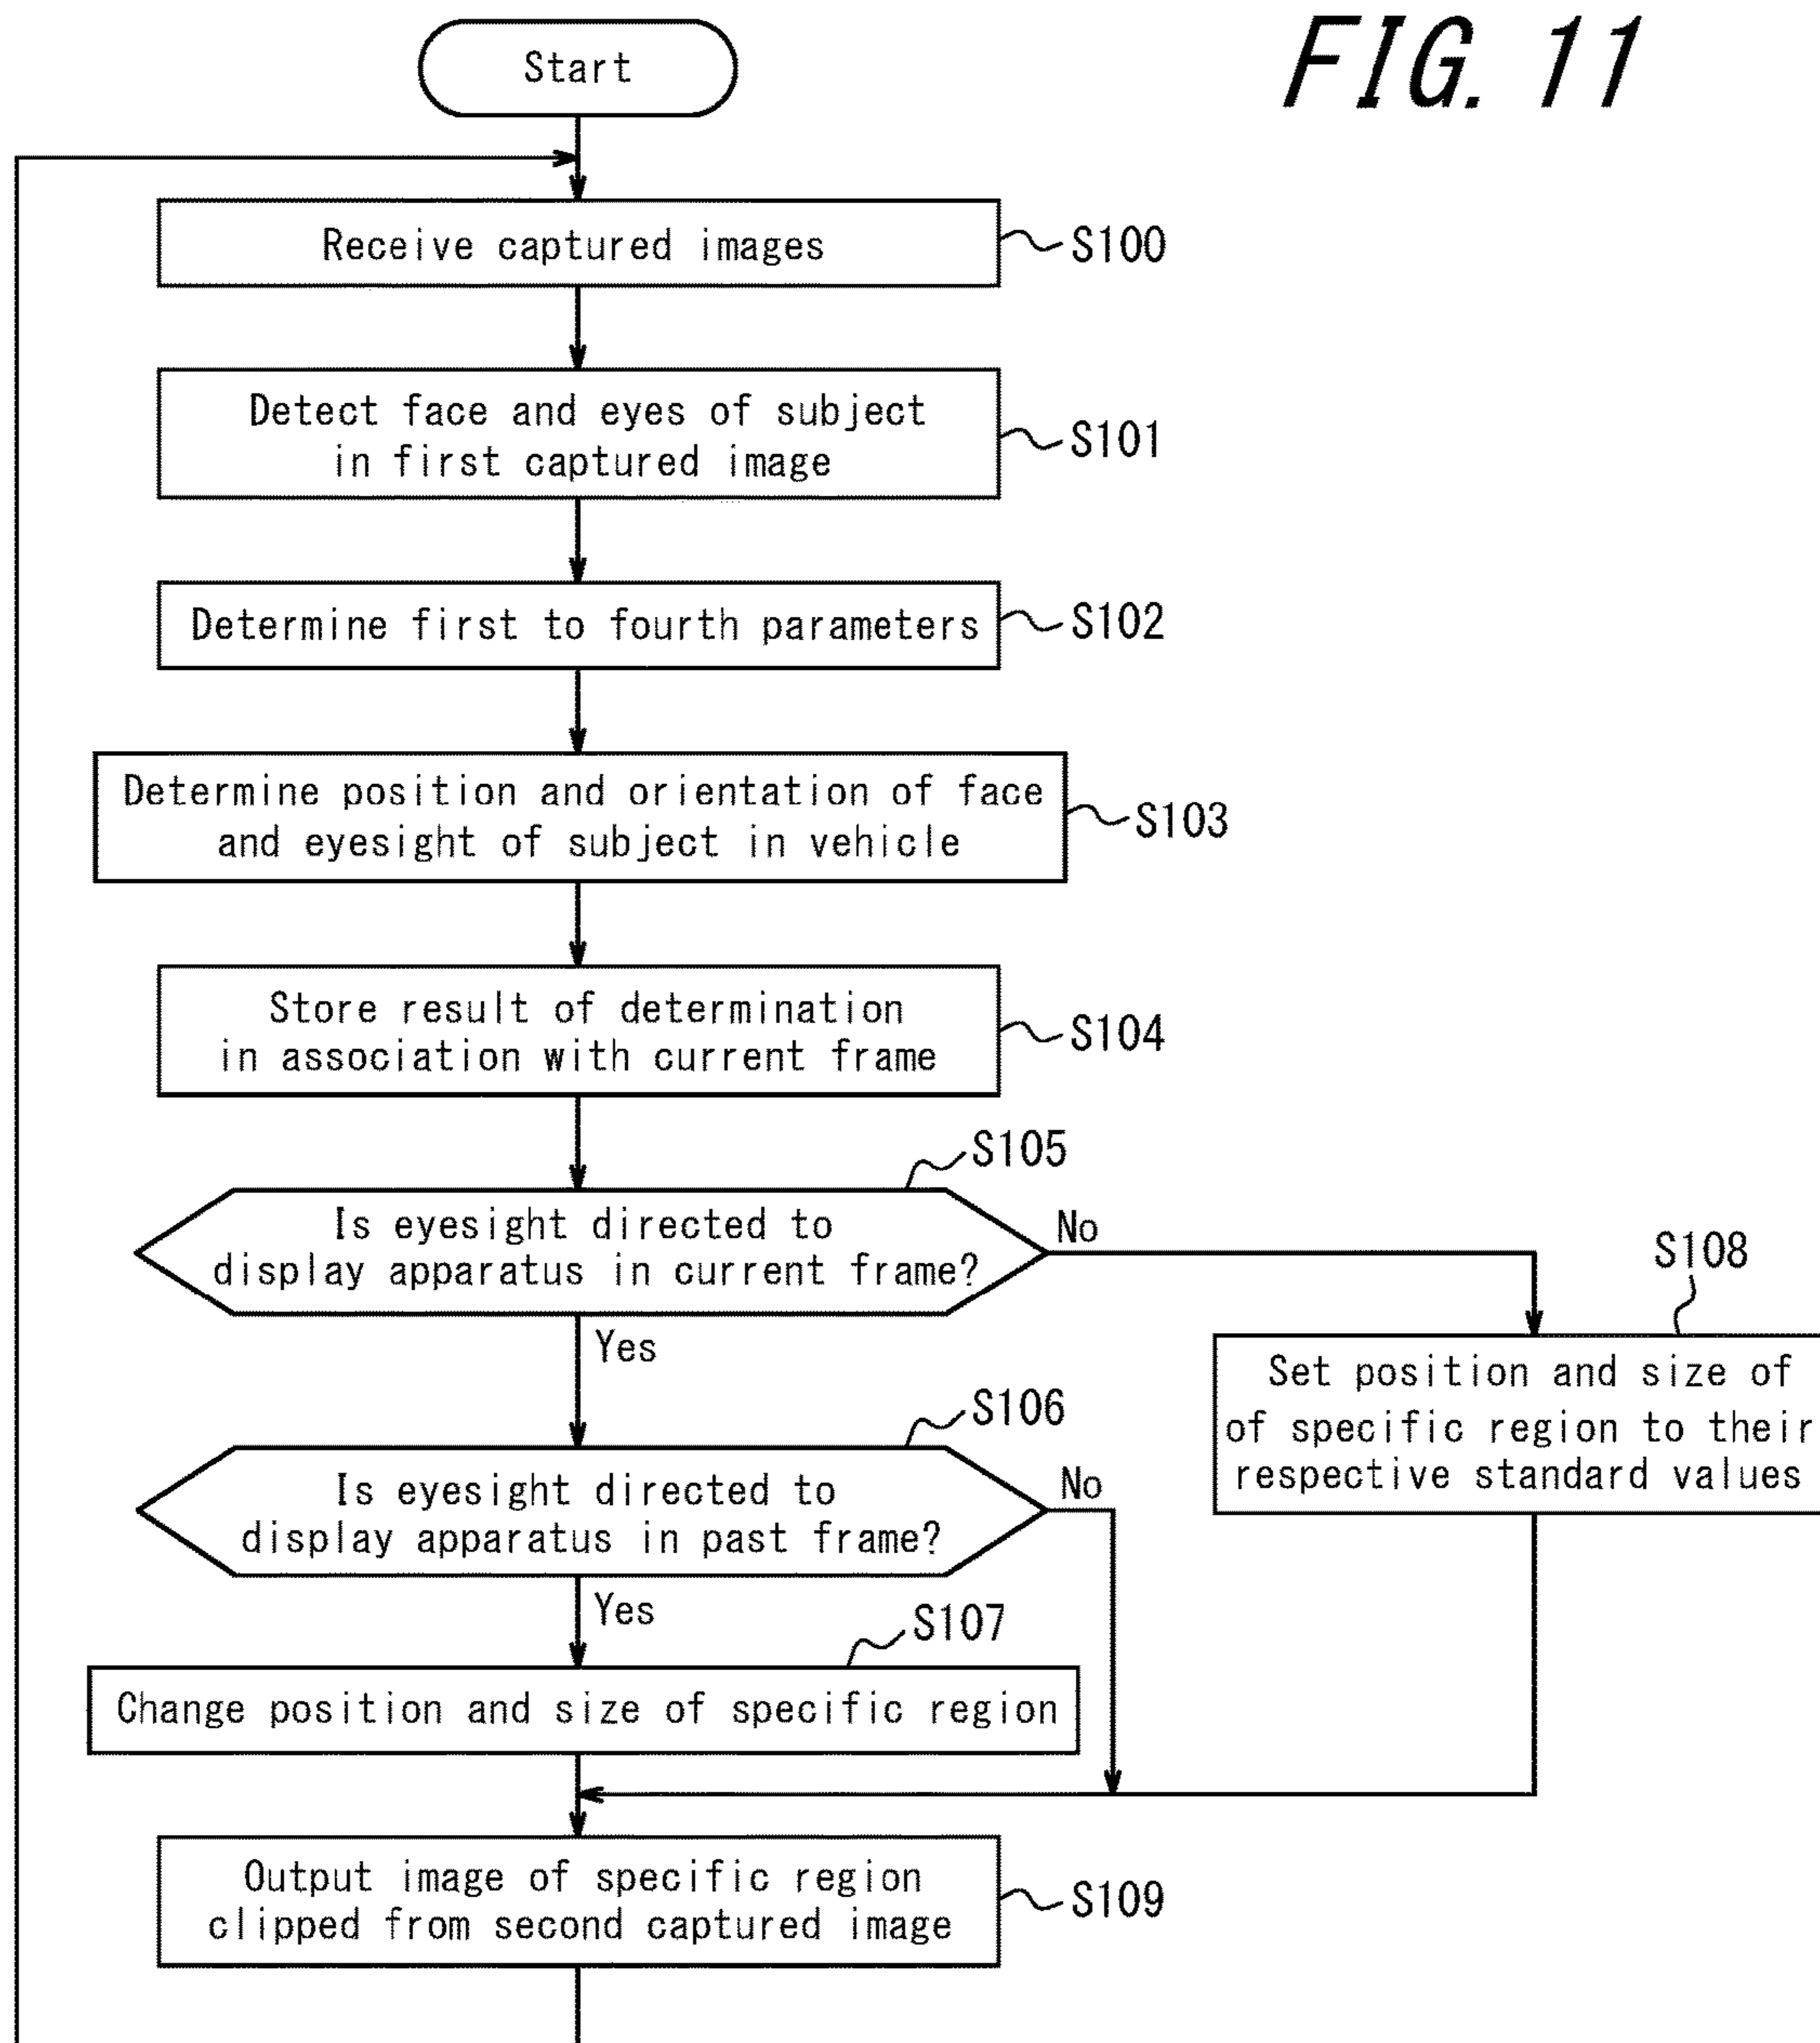 FIG. 11
Start
Receive captured images
S100
Detect face and eyes of subject
in first captured image
S101
Determine first to fourth parameters
S102
Determine position and orientation of face
and eyesight of subject in vehicle
S103
Store result of determination
in association with current frame
S104
S105
Is eyesight directed to
display apparatus in current frame?
No
Yes
S108
Set position and size of
of specific region to their
respective standard values
S106
Is eyesight directed to
display apparatus in past frame?
No
Yes
S107
Change position and size of specific region
Output image of specific region
clipped from second captured image
S109